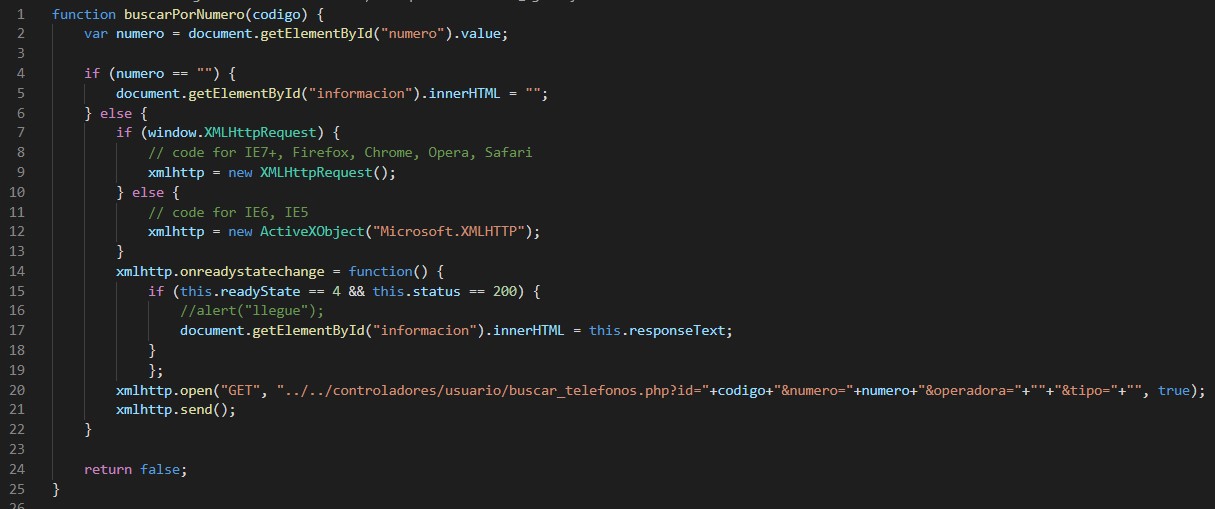 1 function buscarPorNumero(codigo) {
2     var numero = document.getElementById("numero").value;
3
4     if (numero == "") {
5         document.getElementById("informacion").innerHTML = "";
6     } else {
7         if (window.XMLHttpRequest) {
8             // code for IE7+, Firefox, Chrome, Opera, Safari
9             xmlhttp = new XMLHttpRequest();
10         } else {
11             // code for IE6, IE5
12             xmlhttp = new ActiveXObject("Microsoft.XMLHTTP");
13         }
14         xmlhttp.onreadystatechange = function() {
15             if (this.readyState == 4 && this.status == 200) {
16                 //alert("llegue");
17                 document.getElementById("informacion").innerHTML = this.responseText;
18             }
19             };
20         xmlhttp.open("GET", "../../controladores/usuario/buscar_telefonos.php?id="+codigo+"&numero="+numero+"&operadora="+""+"&tipo="+"", true);
21         xmlhttp.send();
22     }
23
24     return false;
25 }
26